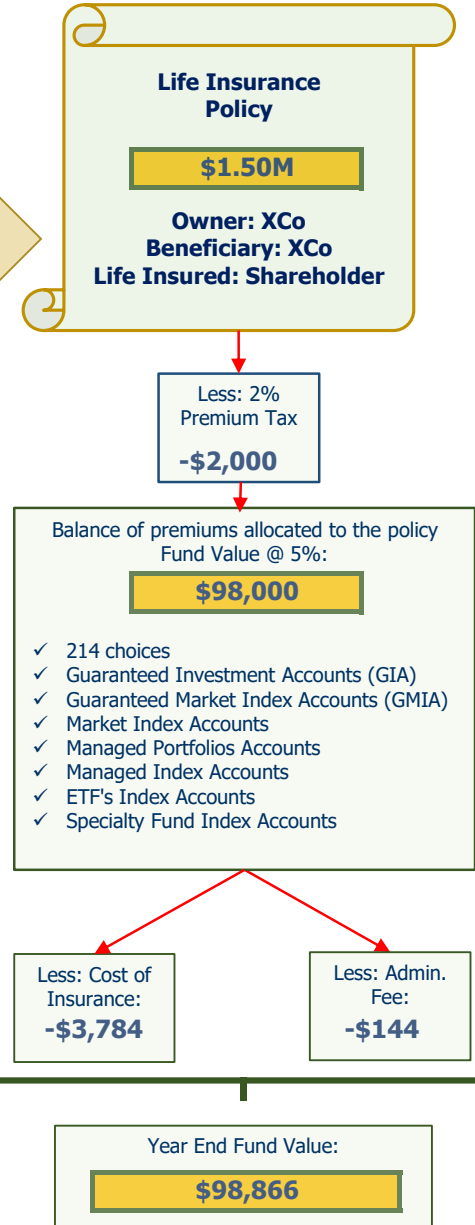 Life Insurance
Policy
$1.50M
Owner: XCo
Beneficiary: XCo
Life Insured: Shareholder
Less: 2%
Premium Tax
-$2,000
Balance of premiums allocated to the policy
Fund Value @ 5%:
$98,000
✓ 214 choices
✓ Guaranteed Investment Accounts (GIA)
✓ Guaranteed Market Index Accounts (GMIA)
✓ Market Index Accounts
✓ Managed Portfolios Accounts
✓ Managed Index Accounts
✓ ETF's Index Accounts
✓ Specialty Fund Index Accounts
Less: Cost of
Insurance:
-$3,784
Less: Admin.
Fee:
-$144
Year End Fund Value:
$98,866